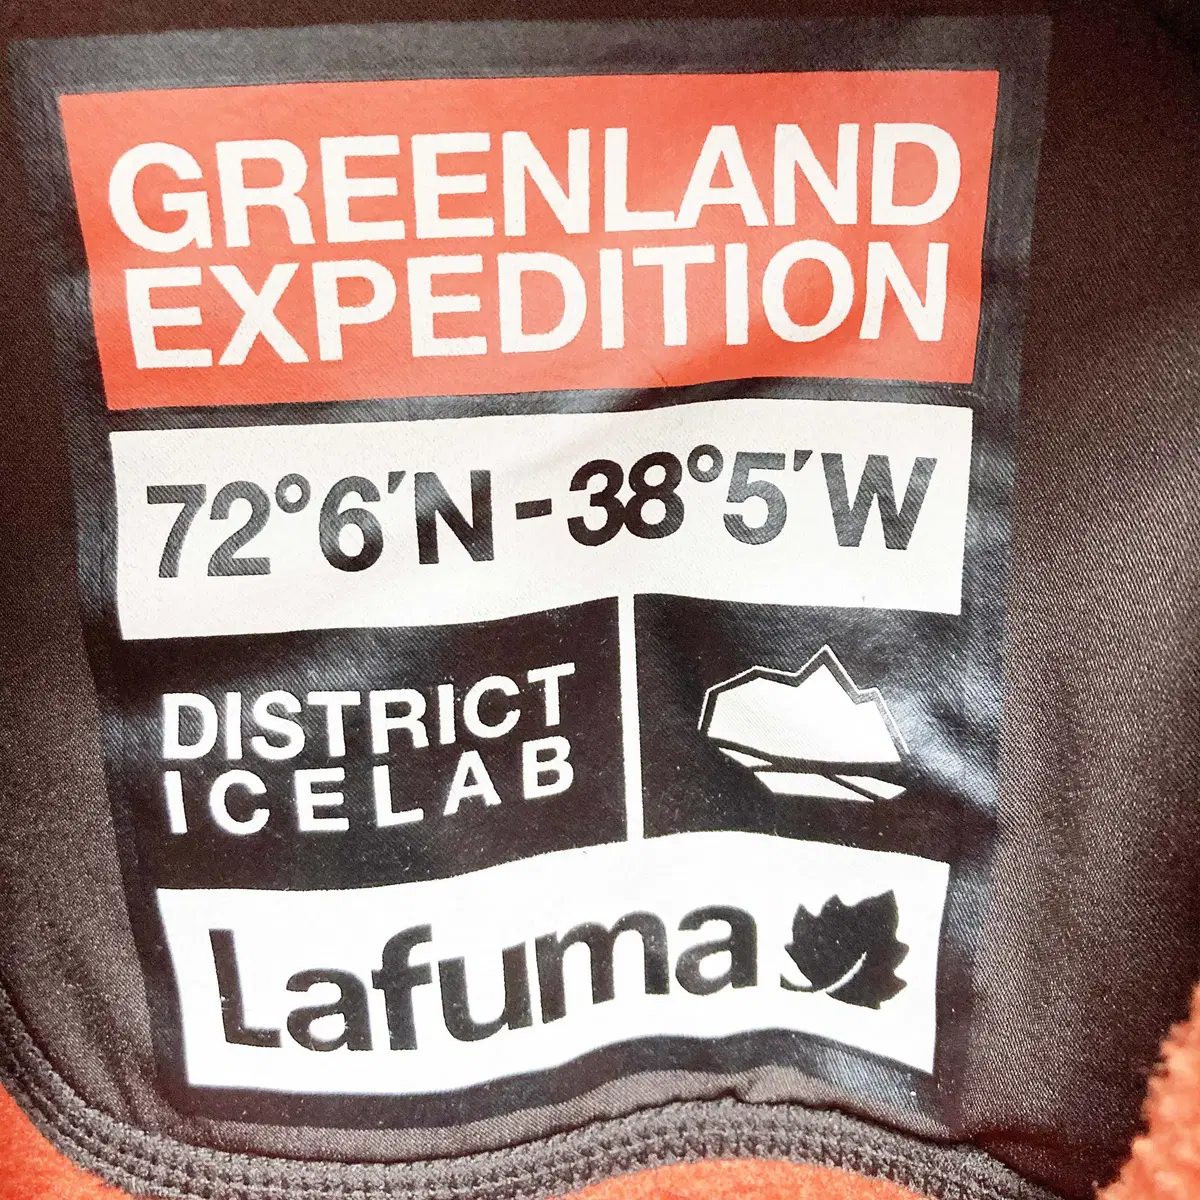 GREENLAND
EXPEDITION
72°6′N - 38°5′W
DISTRICT
ICELAB
Lafuma